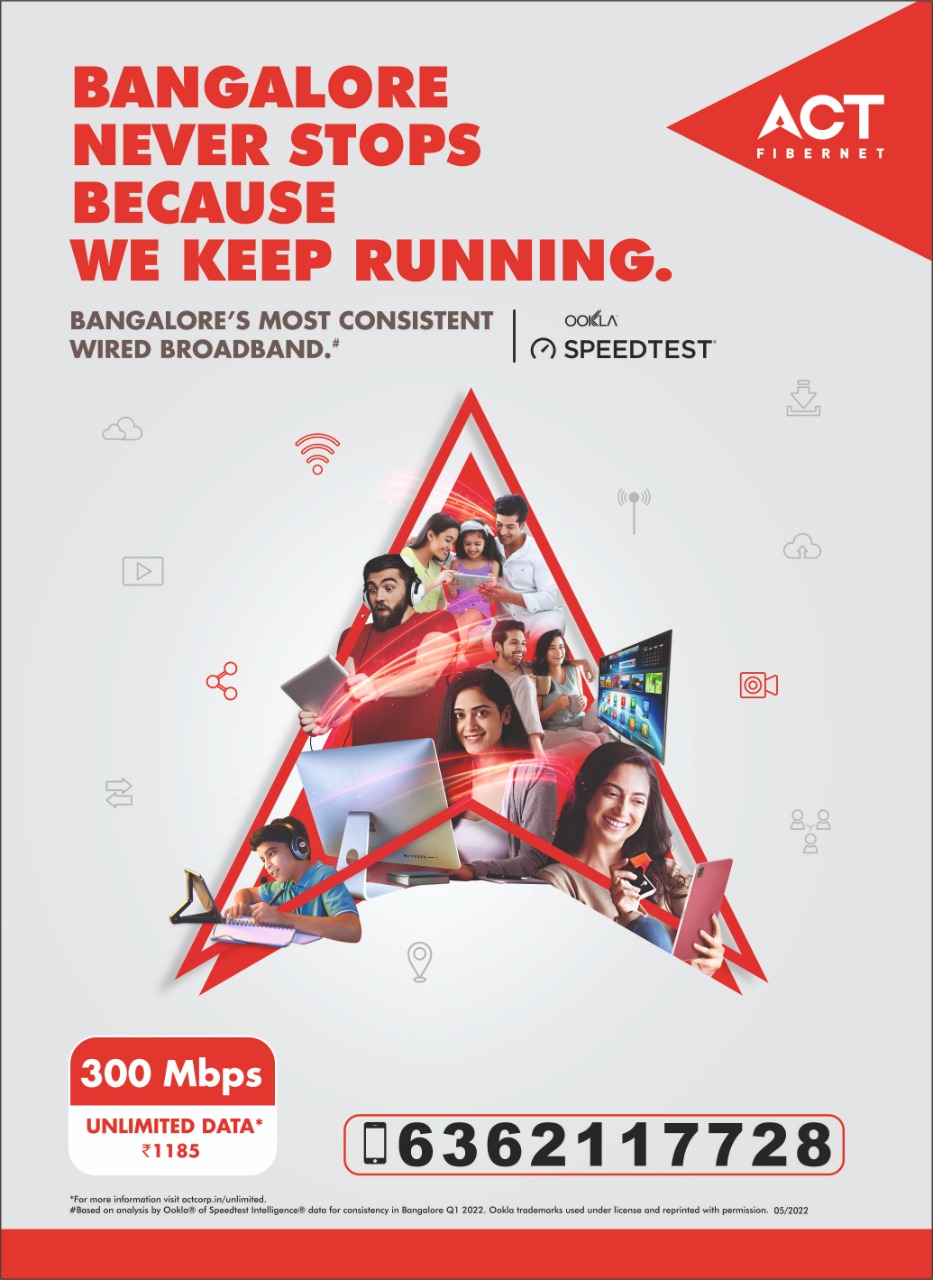 BANGALORE
NEVER STOPS
BECAUSE
WE KEEP RUNNING.
ACT
FIBERNET
BANGALORE'S MOST CONSISTENT
WIRED BROADBAND.#
OOKLA®
SPEEDTEST®
300 Mbps
UNLIMITED DATA*
₹1185
6362117728
*For more information visit actcorp.in/unlimited.
#Based on analysis by Ookla® of Speedtest Intelligence® data for consistency in Bangalore Q1 2022. Ookla trademarks used under license and reprinted with permission. 05/2022